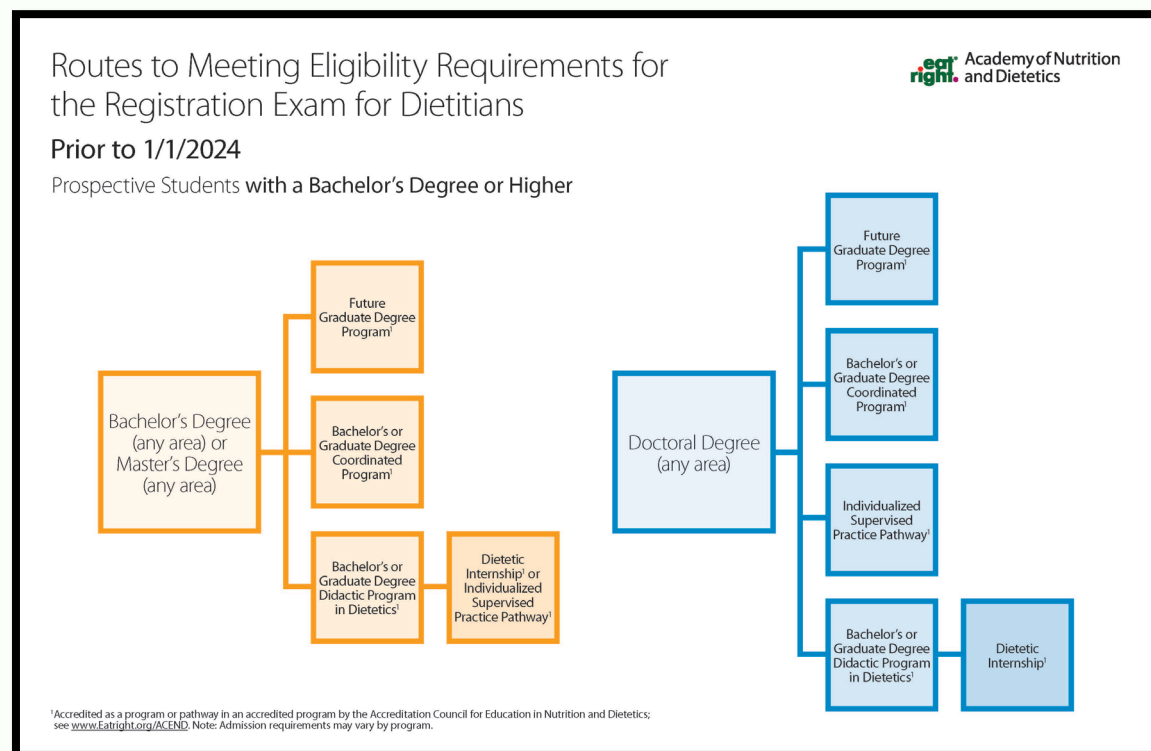 Routes to Meeting Eligibility Requirements for
the Registration Exam for Dietitians
Prior to 1/1/2024
Prospective Students with a Bachelor's Degree or Higher
eat
right.
Academy of Nutrition
and Dietetics
Bachelor's Degree
(any area) or
Master's Degree
(any area)
Future
Graduate Degree
Program¹
Bachelor's or
Graduate Degree
Coordinated
Program¹
Bachelor's or
Graduate Degree
Didactic Program
in Dietetics¹
Dietetic
Internship¹ or
Individualized
Supervised
Practice Pathway¹
Doctoral Degree
(any area)
Future
Graduate Degree
Program¹
Bachelor's or
Graduate Degree
Coordinated
Program¹
Individualized
Supervised
Practice Pathway¹
Bachelor's or
Graduate Degree
Didactic Program
in Dietetics¹
Dietetic
Internship¹
¹Accredited as a program or pathway in an accredited program by the Accreditation Council for Education in Nutrition and Dietetics;
see www.Eatright.org/ACEND. Note: Admission requirements may vary by program.